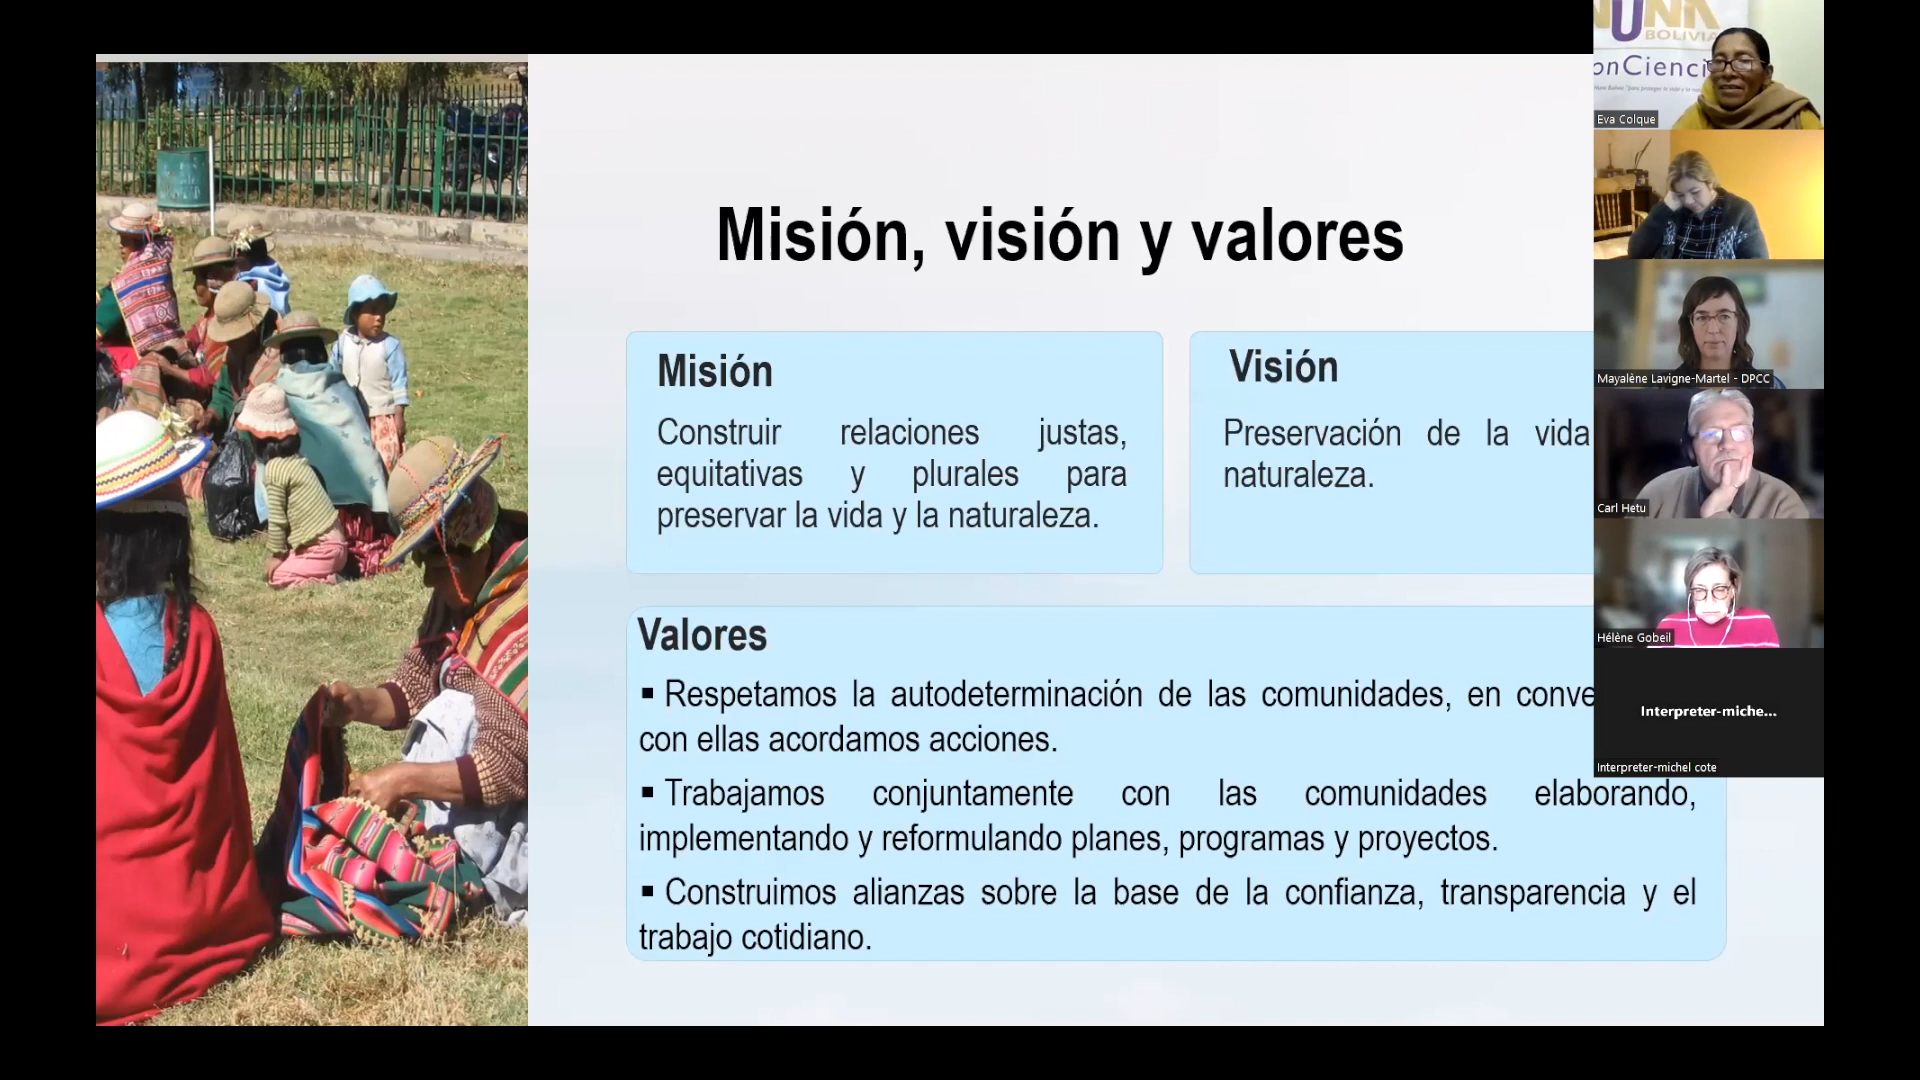 Misión, visión y valores
Misión
Construir relaciones justas,
equitativas y plurales para
preservar la vida y la naturaleza.
Visión
Preservación de la vida
naturaleza.
Valores
▪ Respetamos la autodeterminación de las comunidades, en conve
con ellas acordamos acciones.
▪ Trabajamos conjuntamente con las comunidades elaborando,
implementando y reformulando planes, programas y proyectos.
▪ Construimos alianzas sobre la base de la confianza, transparencia y el
trabajo cotidiano.
BOLIVIA
onCienci
Eva Colque
Mayalène Lavigne-Martel - DPCC
Carl Hetu
Hélène Gobeil
Interpreter-miche...
Interpreter-michel cote